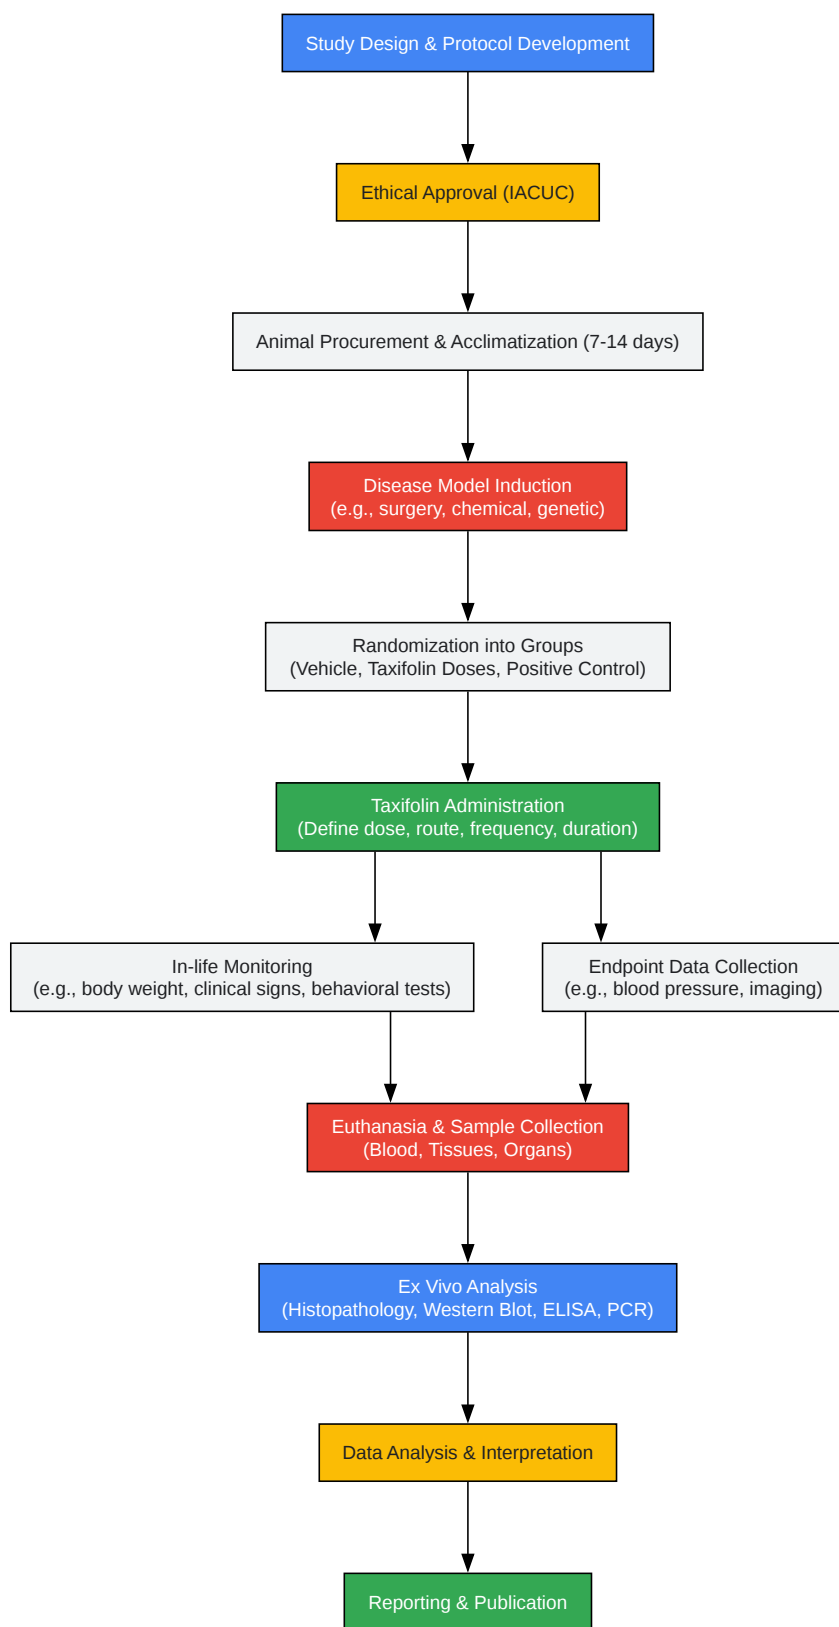 Study Design & Protocol Development
Ethical Approval (IACUC)
Animal Procurement & Acclimatization (7-14 days)
Disease Model Induction
(e.g., surgery, chemical, genetic)
Randomization into Groups
(Vehicle, Taxifolin Doses, Positive Control)
Taxifolin Administration
(Define dose, route, frequency, duration)
In-life Monitoring
(e.g., body weight, clinical signs, behavioral tests)
Endpoint Data Collection
(e.g., blood pressure, imaging)
Euthanasia & Sample Collection
(Blood, Tissues, Organs)
Ex Vivo Analysis
(Histopathology, Western Blot, ELISA, PCR)
Data Analysis & Interpretation
Reporting & Publication